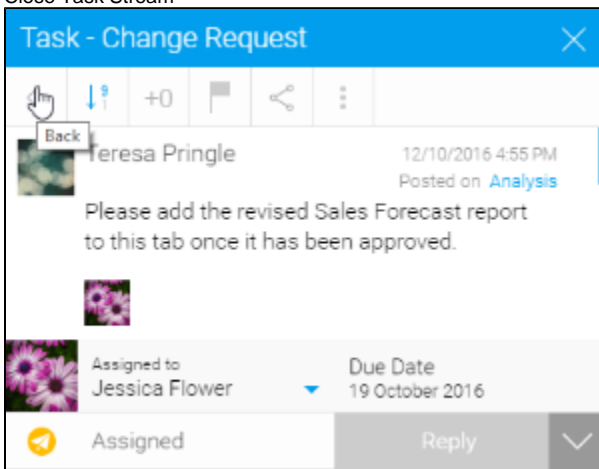 Close Task Stream
Task - Change Request
+0
Back
Teresa Pringle
12/10/2016 4:55 PM
Posted on Analysis
Please add the revised Sales Forecast report
to this tab once it has been approved.
Assigned to
Jessica Flower
Due Date
19 October 2016
Assigned
Reply